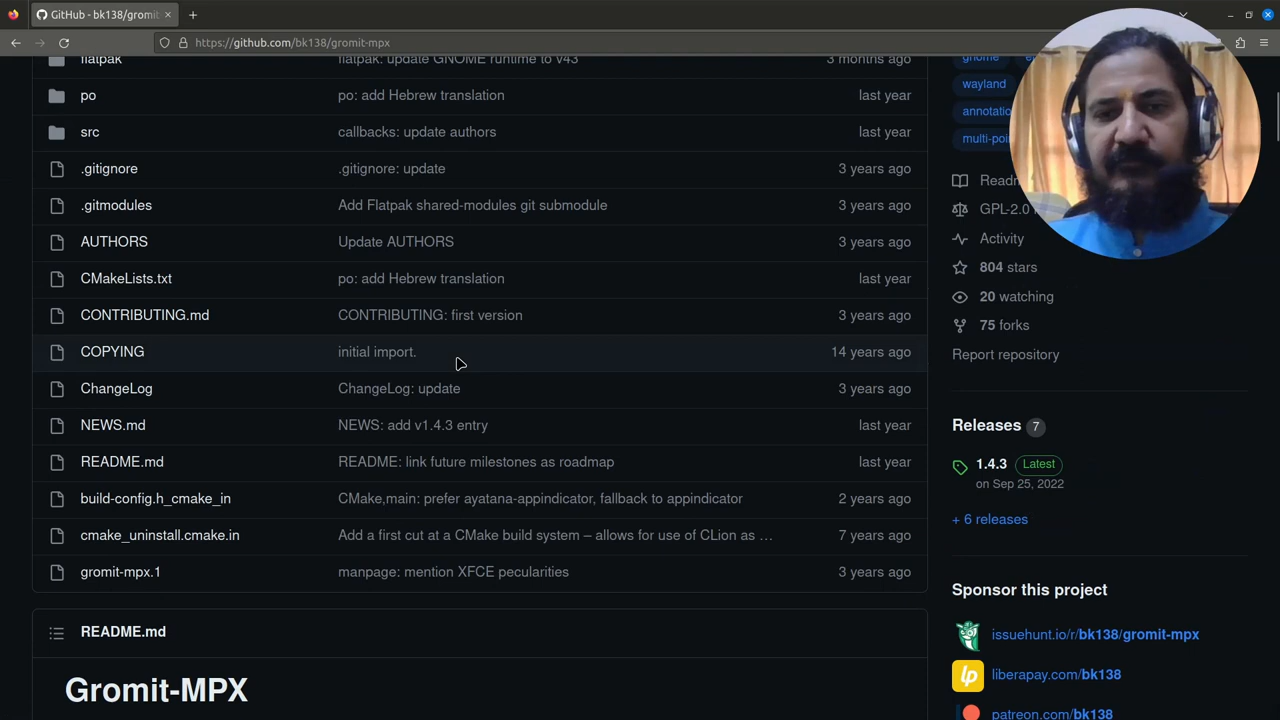 GitHub - bk138/gromit
https://github.com/bk138/gromit-mpx
flatpak flatpak: update GNOME runtime to v43 3 months ago
po po: add Hebrew translation last year
src callbacks: update authors last year
.gitignore .gitignore: update 3 years ago
.gitmodules Add Flatpak shared-modules git submodule 3 years ago
AUTHORS Update AUTHORS 3 years ago
CMakeLists.txt po: add Hebrew translation last year
CONTRIBUTING.md CONTRIBUTING: first version 3 years ago
COPYING initial import. 14 years ago
ChangeLog ChangeLog: update 3 years ago
NEWS.md NEWS: add v1.4.3 entry last year
README.md README: link future milestones as roadmap last year
build-config.h_cmake_in CMake,main: prefer ayatana-appindicator, fallback to appindicator 2 years ago
cmake_uninstall.cmake.in Add a first cut at a CMake build system – allows for use of CLion as … 7 years ago
gromit-mpx.1 manpage: mention XFCE pecularities 3 years ago
README.md
Gromit-MPX
gnome
wayland
annotatio
multi-poi
Readm
GPL-2.0
Activity
804 stars
20 watching
75 forks
Report repository
Releases 7
1.4.3 Latest
on Sep 25, 2022
+ 6 releases
Sponsor this project
issuehunt.io/r/bk138/gromit-mpx
lp liberapay.com/bk138
patreon.com/bk138